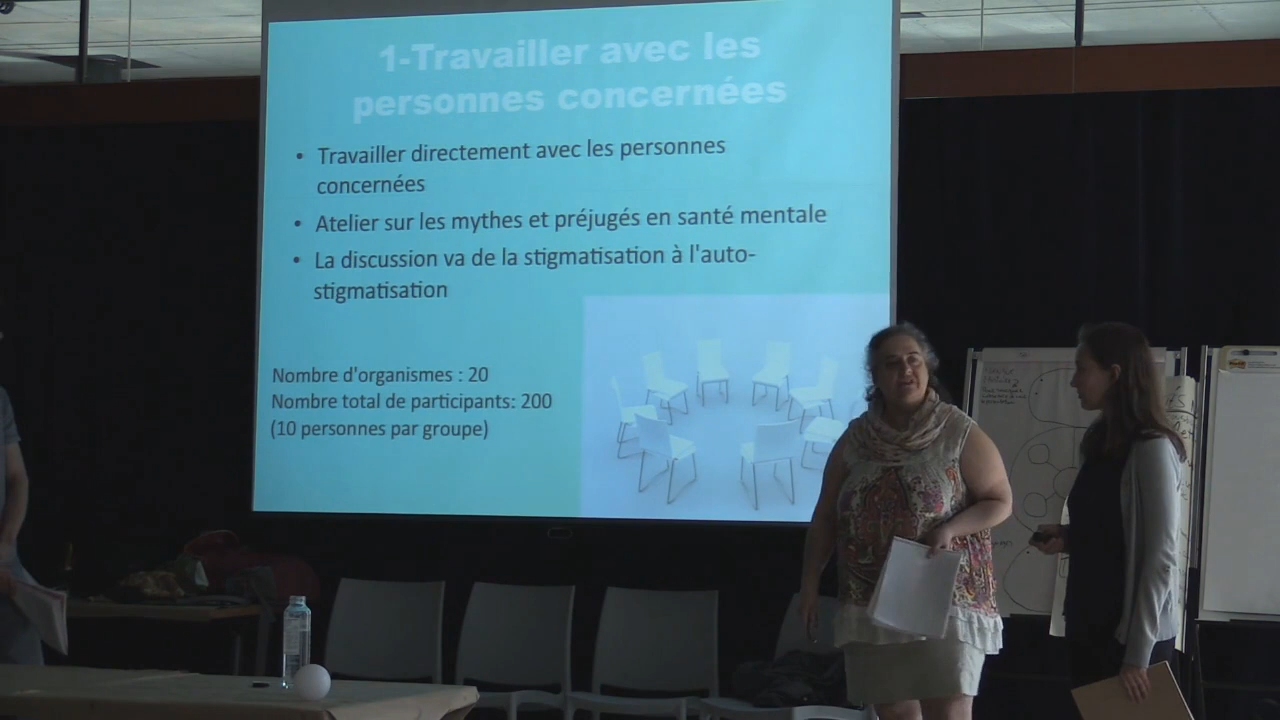 1-Travailler avec les
personnes concernées
• Travailler directement avec les personnes
concernées
• Atelier sur les mythes et préjugés en santé mentale
• La discussion va de la stigmatisation à l'auto-
stigmatisation
Nombre d'organismes : 20
Nombre total de participants: 200
(10 personnes par groupe)